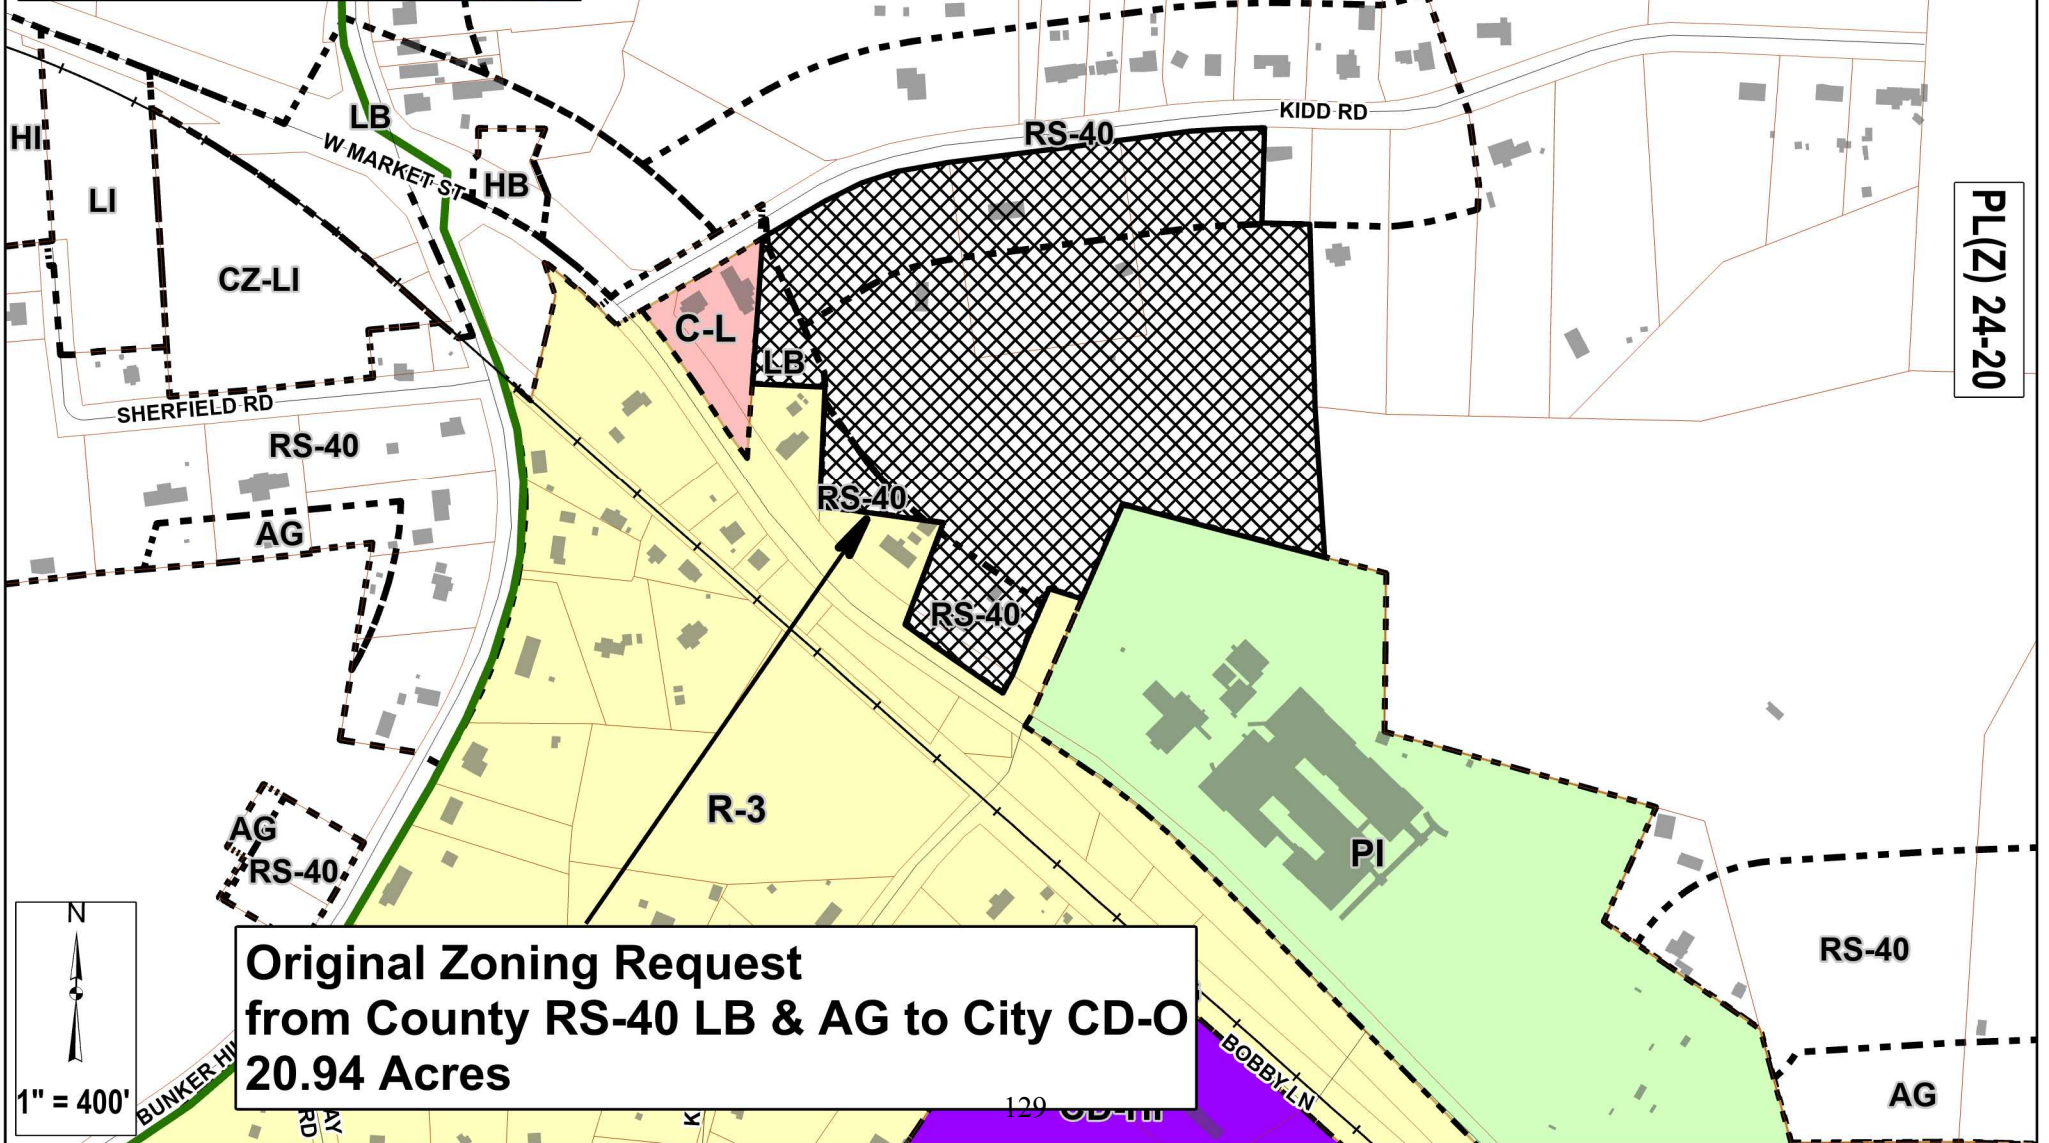 KIDD RD
RS-40
LB
HI
W MARKET ST
HB
LI
PL(Z) 24-20
CZ-LI
C-L
LB
SHERFIELD RD
RS-40
RS-40
AG
RS-40
R-3
AG
PI
RS-40
N
RS-40
Original Zoning Request
from County RS-40 LB & AG to City CD-O
20.94 Acres
1" = 400'
BUNKER HI
RD
AY
K
129
BOBBY LN
AG